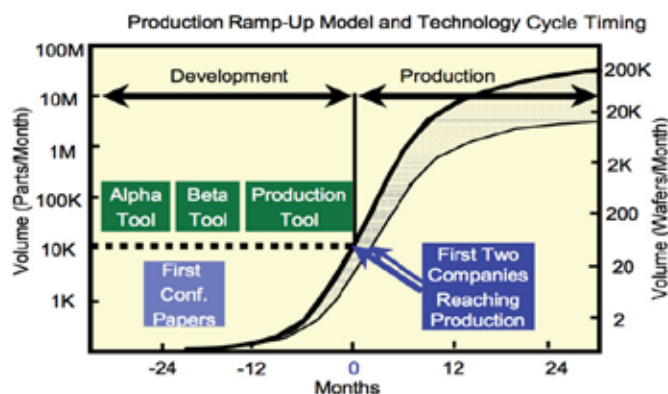 Production Ramp-Up Model and Technology Cycle Timing
Volume (Parts/Month)
100M
10M
1M
100K
10K
1K
Development
Production
200K
20K
2K
200
20
2
Volume (Wafers/Month)
Alpha
Tool
Beta
Tool
Production
Tool
First
Conf.
Papers
First Two
Companies
Reaching
Production
-24
-12
0
12
24
Months